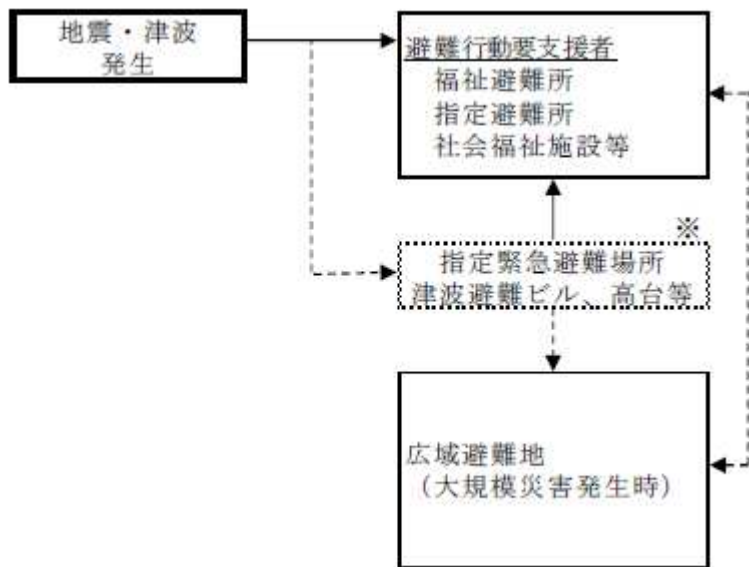 地震・津波
発生
避難行動要支援者
福祉避難所
指定避難所
社会福祉施設等
※
指定緊急避難場所
津波避難ビル、高台等
広域避難地
（大規模災害発生時）